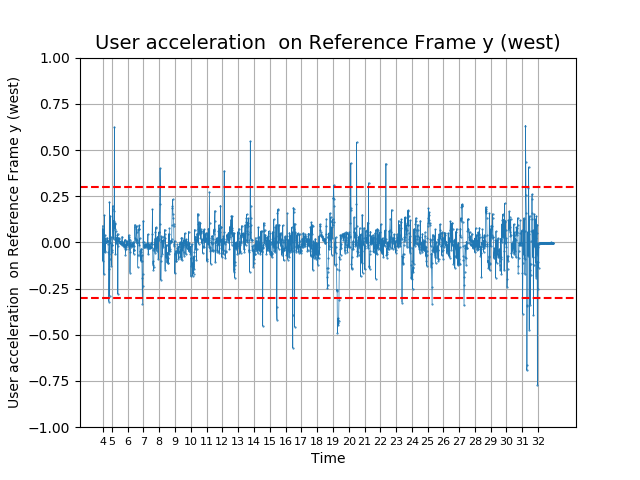 User acceleration  on Reference Frame y (west)
1.00
0.75
0.50
0.25
0.00
−0.25
−0.50
−0.75
−1.00
User acceleration  on Reference Frame y (west)
4 5 6 7 8 9 10 11 12 13 14 15 16 17 18 19 20 21 22 23 24 25 26 27 28 29 30 31 32
Time